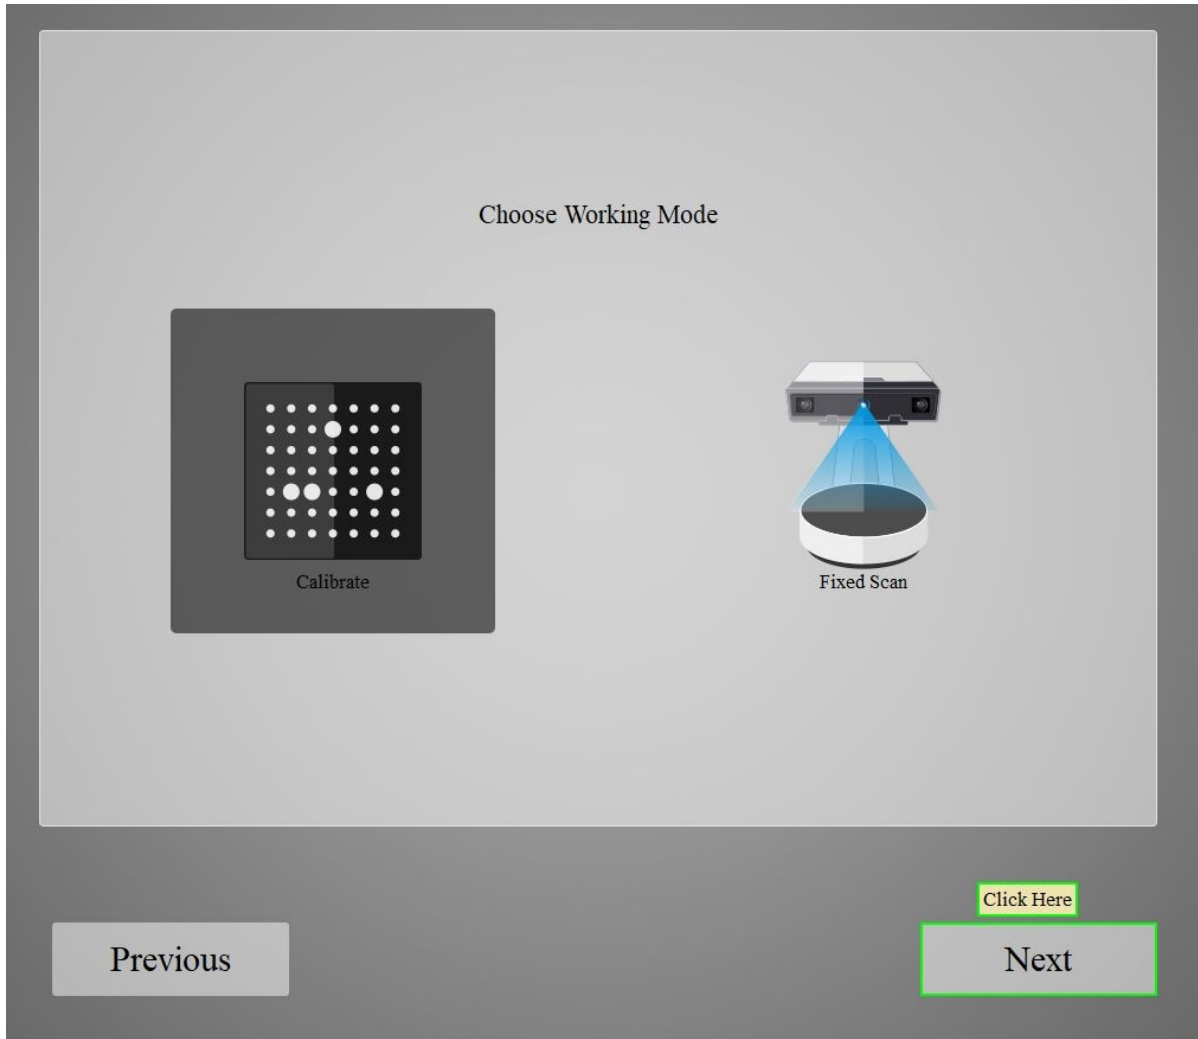 Choose Working Mode
Calibrate
Fixed Scan
Click Here
Previous
Next